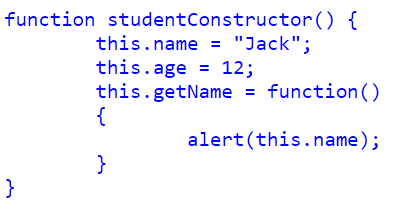 function studentConstructor() {
        this.name = "Jack";
        this.age = 12;
        this.getName = function()
        {
                alert(this.name);
        }
}